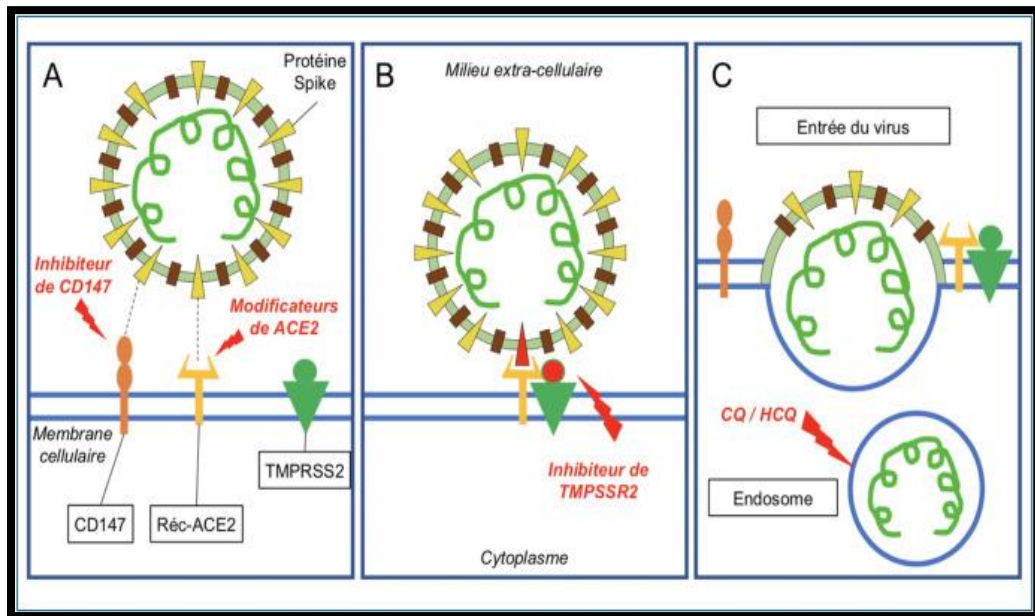 A
Protéine
Spike
Inhibiteur
de CD147
Modificateurs
de ACE2
Membrane
cellulaire
TMPRSS2
CD147
Réc-ACE2
B
Milieu extra-cellulaire
Inhibiteur de
TMPSSR2
Cytoplasme
C
Entrée du virus
CQ / HCQ
Endosome